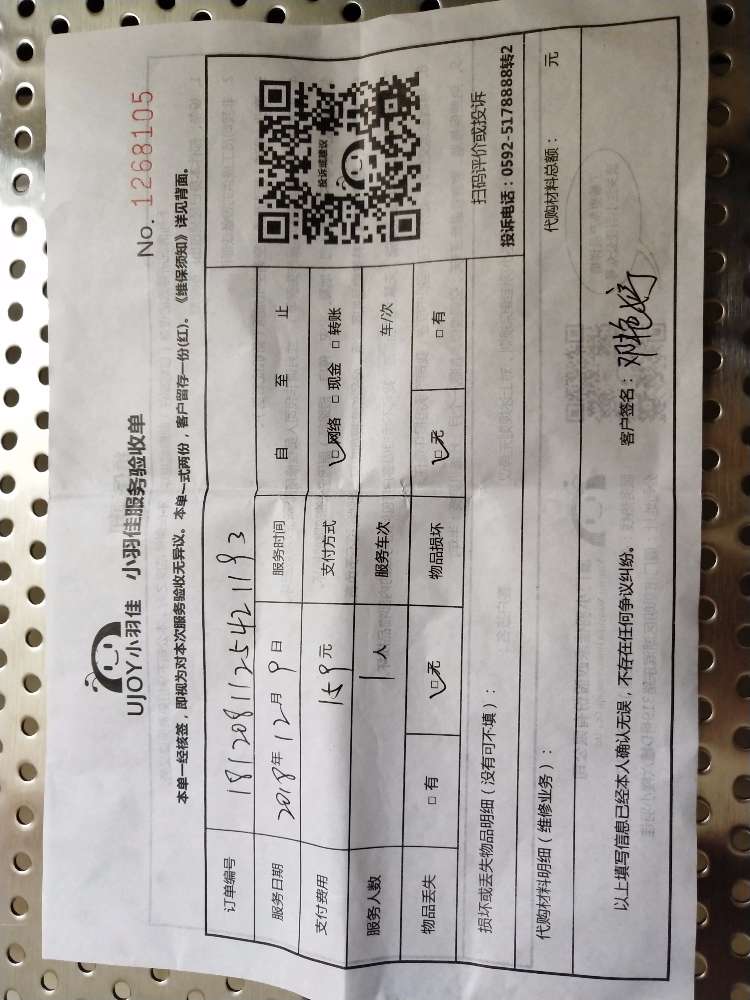 No. 1268105
UJOY小羽佳 小羽佳服务验收单
本单一经核签，即视为对本次服务验收无异议。本单一式两份，客户留存一份(红)。《维保须知》详见背面。
订单编号 1812081125421193
服务日期 2018年12月9日 服务时间 自 至 止
支付费用 159元 支付方式 ☑网络 □现金 □转账
服务人数 1人 服务车次 车/次
物品丢失 □有 ☑无 物品损坏 ☑无 □有
投诉或建议
扫码评价或投诉
投诉电话：0592-5178888转2
损坏或丢失物品明细（没有可不填）：
代购材料明细（维修业务）： 代购材料总额： 元
以上填写信息已经本人确认无误，不存在任何争议纠纷。 客户签名：邓艳